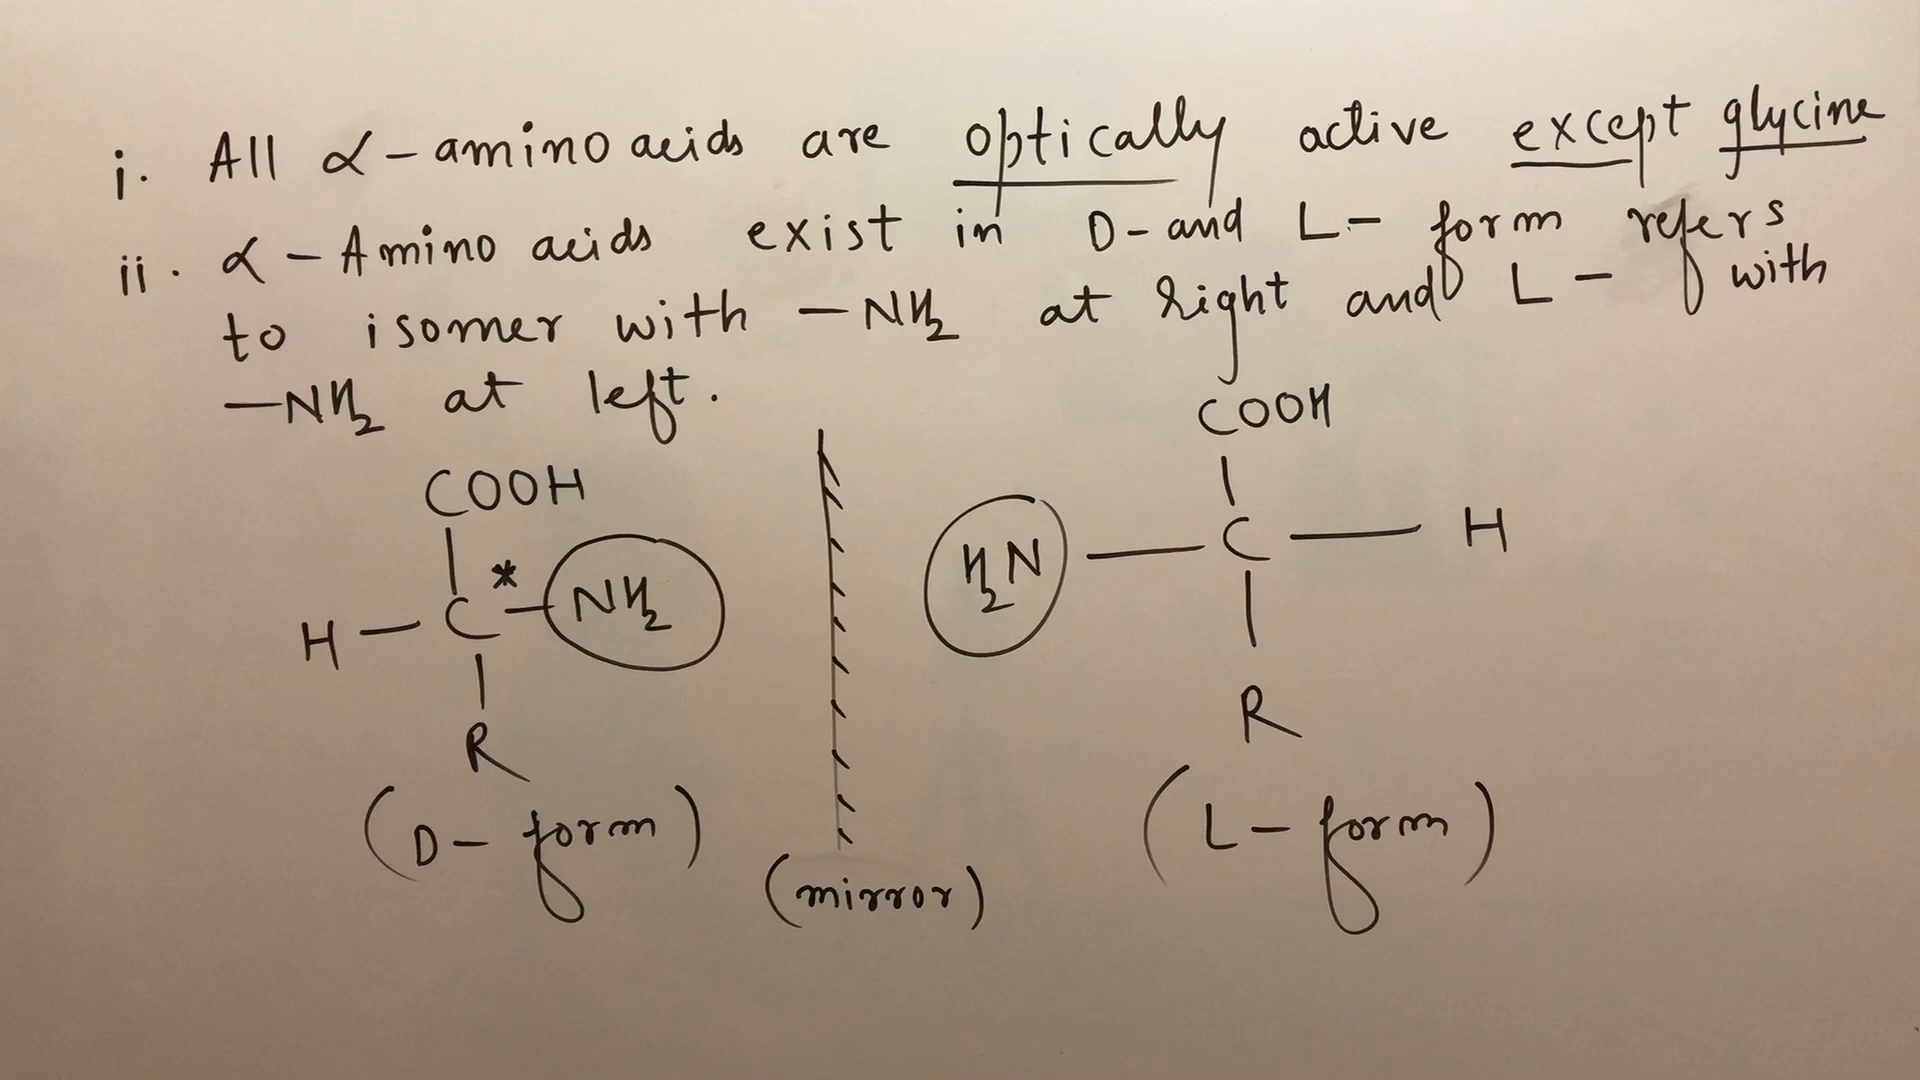 i. All α-amino acids are optically active except glycine
ii. α-Amino acids exist in D-and L- form refers
to isomer with -NH2 at right and L- with
-NH2 at left.
COOH
COOH
H-C*-NH2
H2N-C-H
R
R
(D-form)
(L-form)
(mirror)